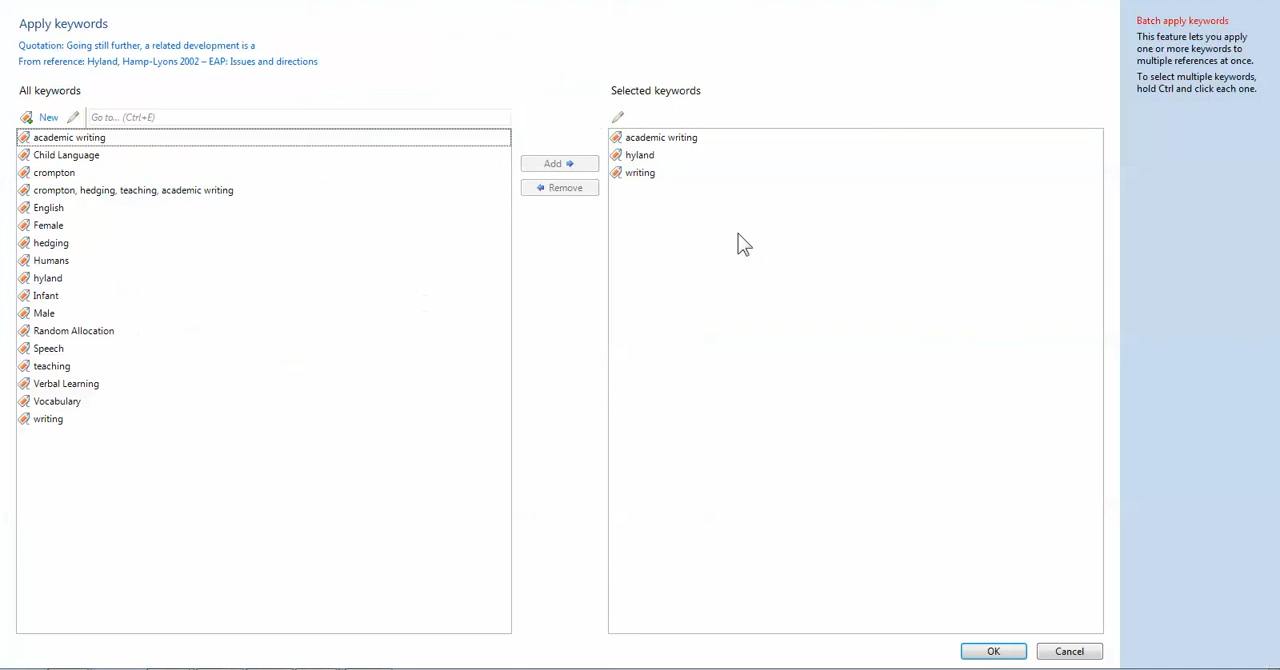 Apply keywords
Quotation: Going still further, a related development is a
From reference: Hyland, Hamp-Lyons 2002 – EAP: Issues and directions
All keywords
New
Go to... (Ctrl+E)
academic writing
Child Language
crompton
crompton, hedging, teaching, academic writing
English
Female
hedging
Humans
hyland
Infant
Male
Random Allocation
Speech
teaching
Verbal Learning
Vocabulary
writing
Add
Remove
Selected keywords
academic writing
hyland
writing
OK
Cancel
Batch apply keywords
This feature lets you apply
one or more keywords to
multiple references at once.
To select multiple keywords,
hold Ctrl and click each one.